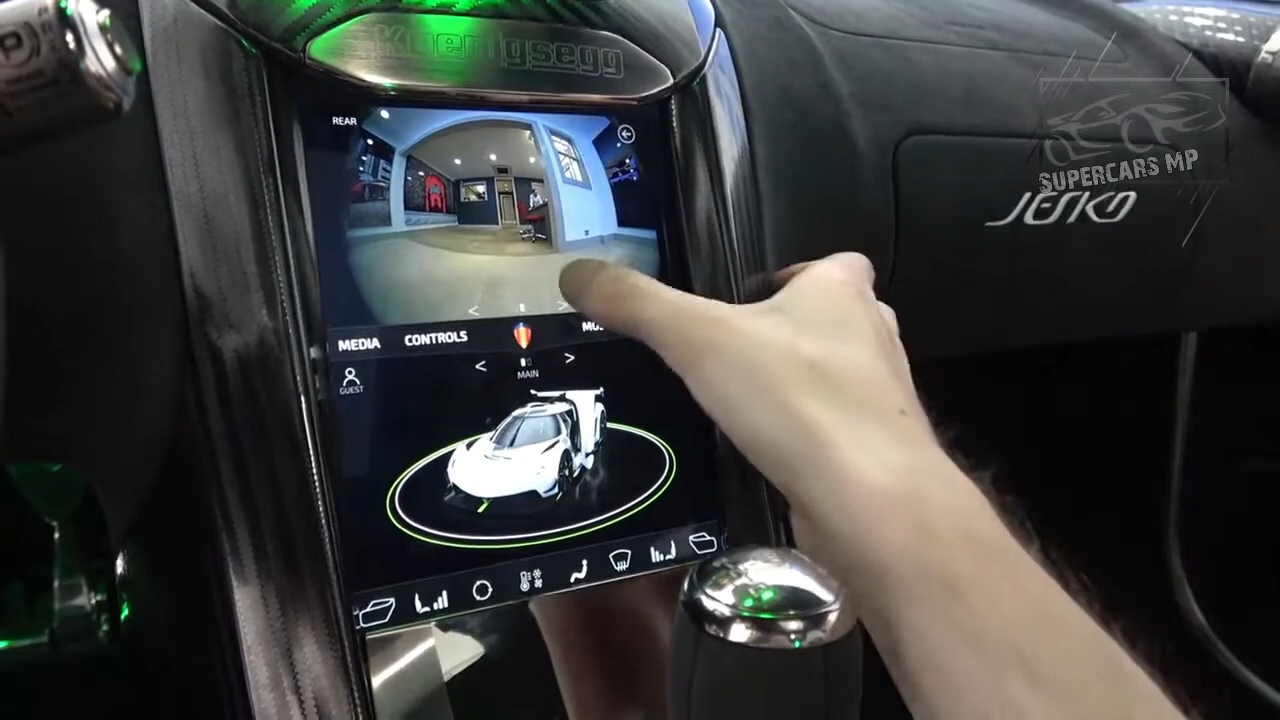 Koenigsegg
REAR
SUPERCARS MP
JESKO
MEDIA
CONTROLS
MAIN
GUEST